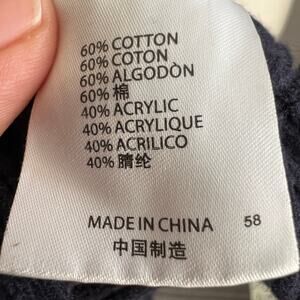 60% COTTON
60% COTON
60% ALGODÒN
60% 棉
40% ACRYLIC
40% ACRYLIQUE
40% ACRILICO
40% 腈纶
MADE IN CHINA 58
中国制造